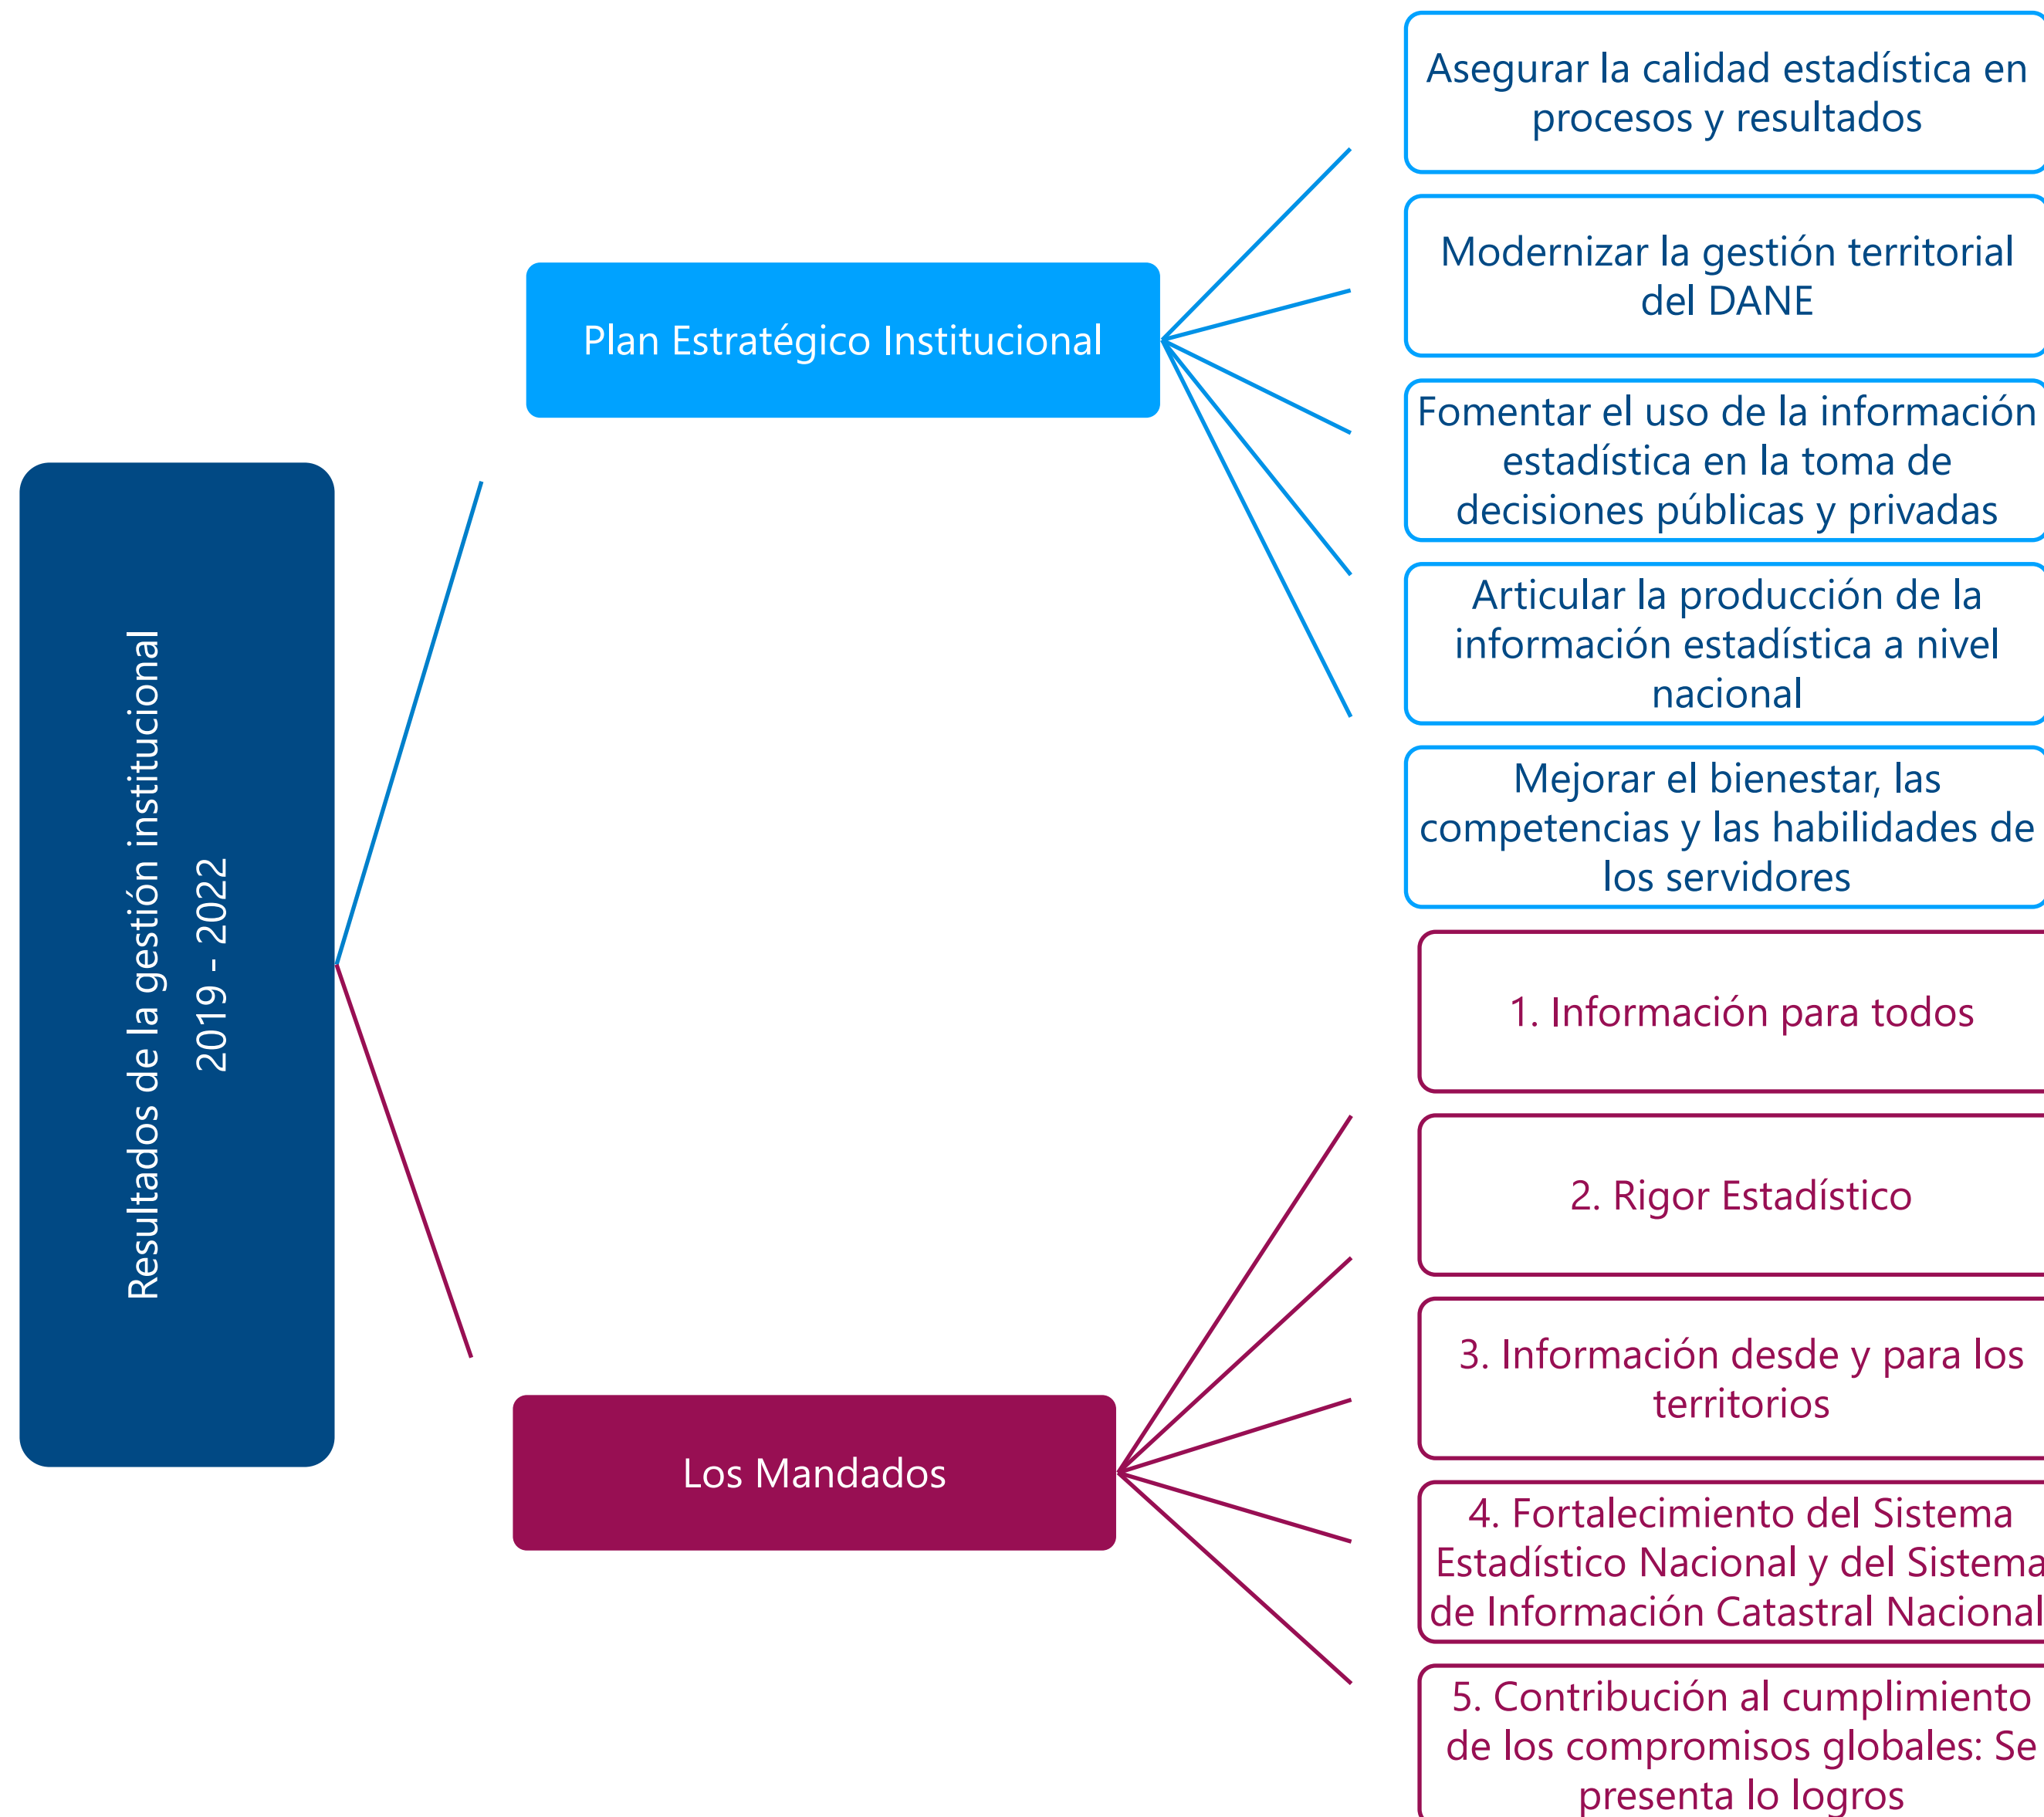 Resultados de la gestión institucional
2019 - 2022
Plan Estratégico Institucional
Asegurar la calidad estadística en
procesos y resultados
Modernizar la gestión territorial
del DANE
Fomentar el uso de la información
estadística en la toma de
decisiones públicas y privadas
Articular la producción de la
información estadística a nivel
nacional
Mejorar el bienestar, las
competencias y las habilidades de
los servidores
Los Mandados
1. Información para todos
2. Rigor Estadístico
3. Información desde y para los
territorios
4. Fortalecimiento del Sistema
Estadístico Nacional y del Sistema
de Información Catastral Nacional
5. Contribución al cumplimiento
de los compromisos globales: Se
presenta lo logros